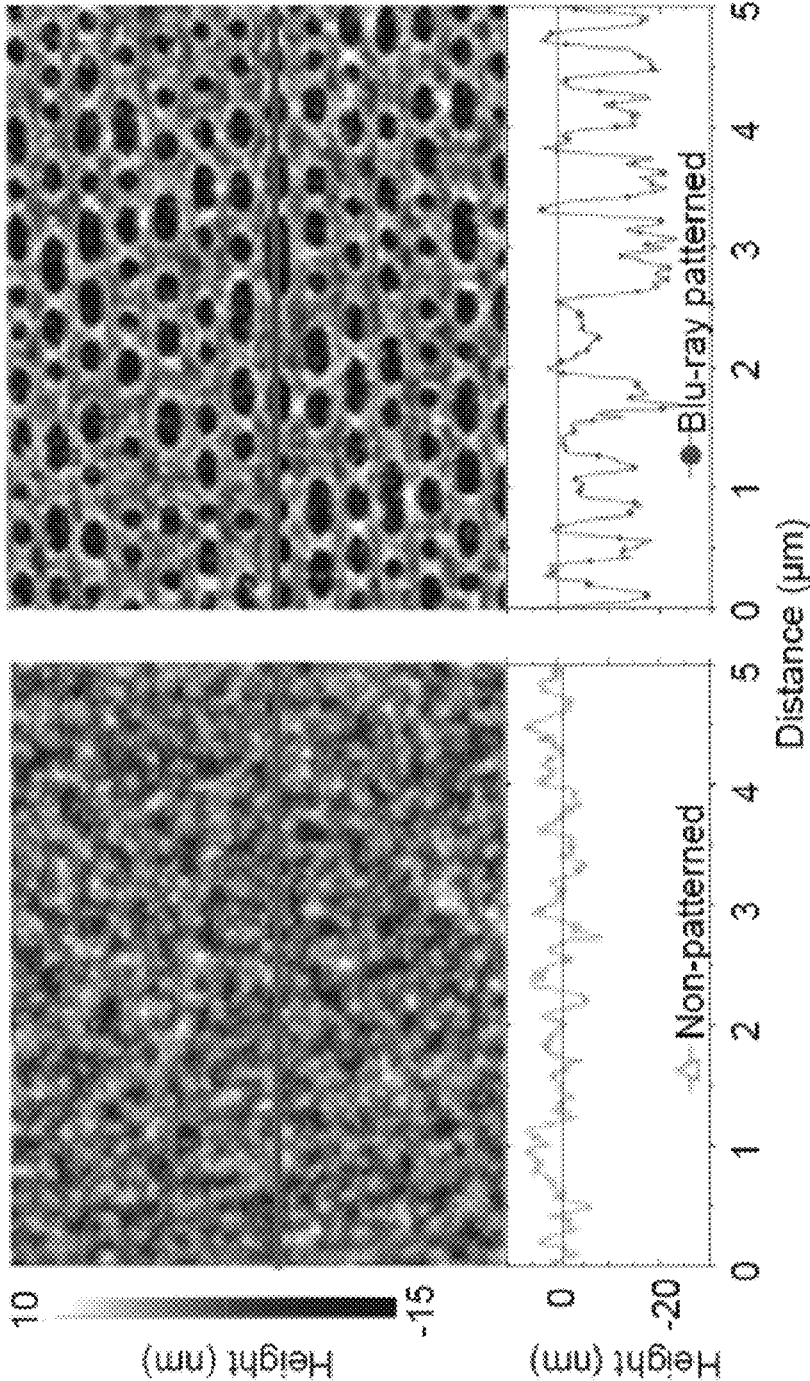 10
-15
Height (nm)
0
-20
Height (nm)
Non-patterned
0 1 2 3 4 5
Blu-ray patterned
0 1 2 3 4 5
Distance (µm)